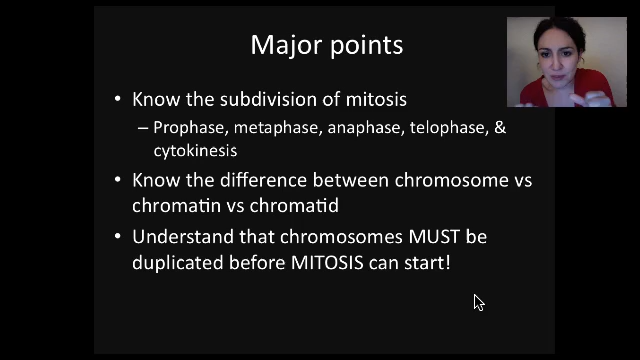 Major points
• Know the subdivision of mitosis
– Prophase, metaphase, anaphase, telophase, &
cytokinesis
• Know the difference between chromosome vs
chromatin vs chromatid
• Understand that chromosomes MUST be
duplicated before MITOSIS can start!